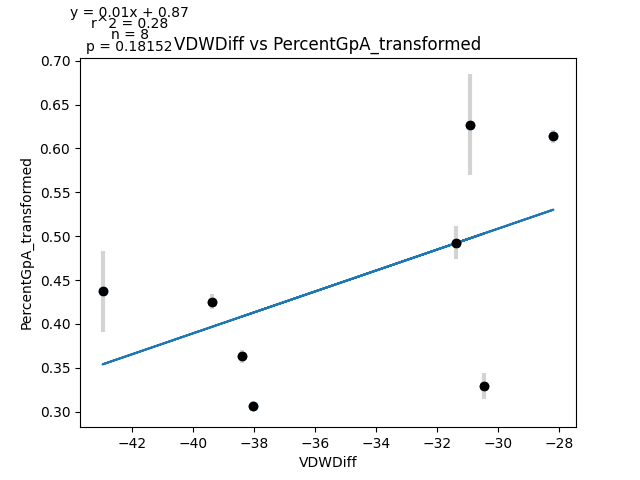 y = 0.01x + 0.87
r^2 = 0.28
n = 8
p = 0.18152
VDWDiff vs PercentGpA_transformed
0.70
0.65
0.60
0.55
0.50
0.45
0.40
0.35
0.30
PercentGpA_transformed
−42
−40
−38
−36
−34
−32
−30
−28
VDWDiff